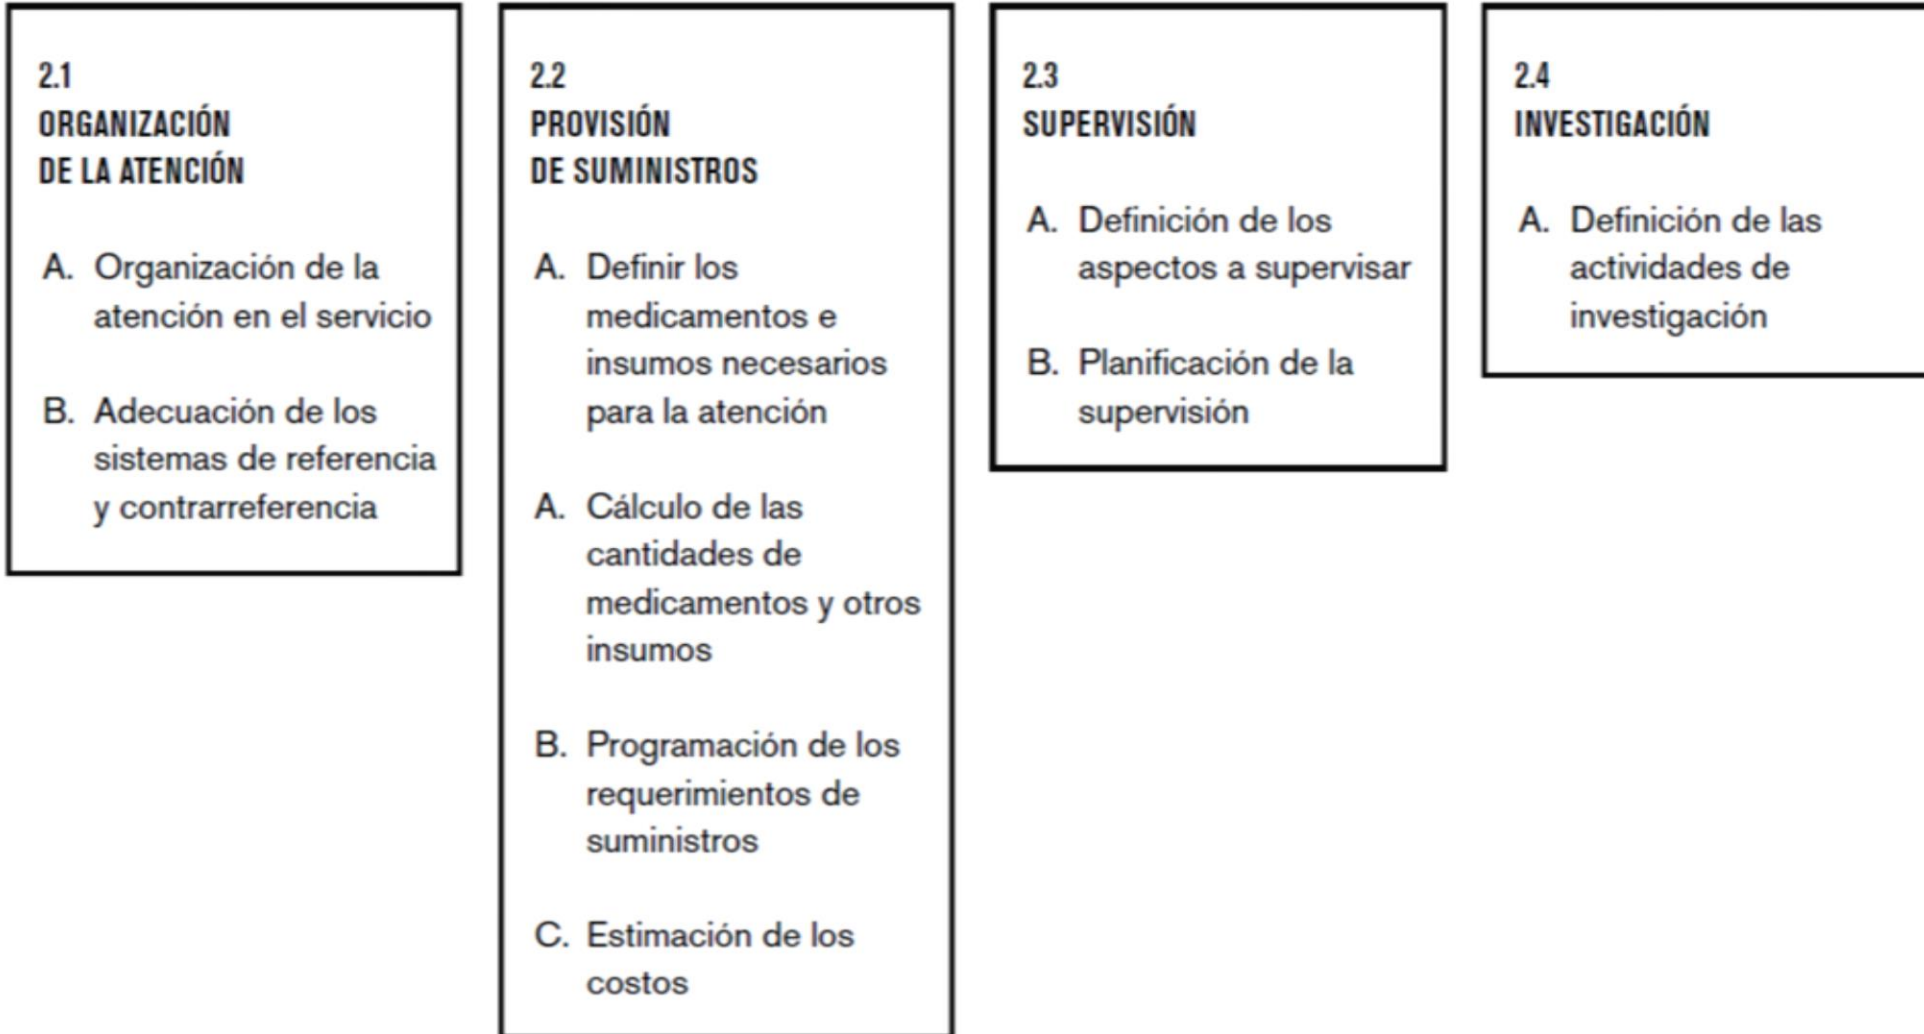 2.1
ORGANIZACIÓN
DE LA ATENCIÓN
A. Organización de la
atención en el servicio
B. Adecuación de los
sistemas de referencia
y contrarreferencia
2.2
PROVISIÓN
DE SUMINISTROS
A. Definir los
medicamentos e
insumos necesarios
para la atención
A. Cálculo de las
cantidades de
medicamentos y otros
insumos
B. Programación de los
requerimientos de
suministros
C. Estimación de los
costos
2.3
SUPERVISIÓN
A. Definición de los
aspectos a supervisar
B. Planificación de la
supervisión
2.4
INVESTIGACIÓN
A. Definición de las
actividades de
investigación